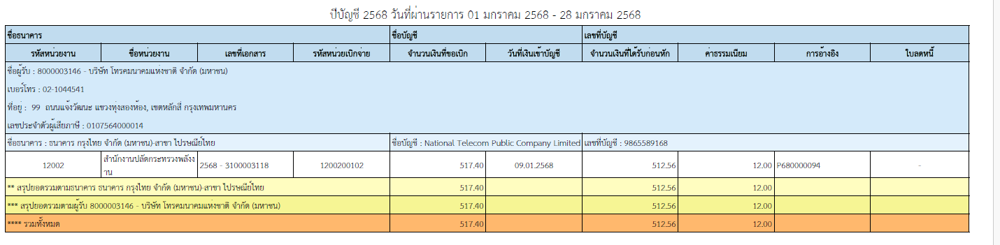 ปีบัญชี 2568 วันที่ผ่านรายการ 01 มกราคม 2568 - 28 มกราคม 2568
ชื่อธนาคาร ชื่อบัญชี เลขที่บัญชี
รหัสหน่วยงาน ชื่อหน่วยงาน เลขที่เอกสาร รหัสหน่วยเบิกจ่าย จำนวนเงินที่ขอเบิก วันที่เงินเข้าบัญชี จำนวนเงินที่ได้รับก่อนหัก ค่าธรรมเนียม การอ้างอิง ใบลดหนี้
ชื่อผู้รับ : 8000003146 - บริษัท โทรคมนาคมแห่งชาติ จำกัด (มหาชน)
เบอร์โทร : 02-1044541
ที่อยู่ : 99 ถนนแจ้งวัฒนะ แขวงทุ่งสองห้อง, เขตหลักสี่ กรุงเทพมหานคร
เลขประจำตัวผู้เสียภาษี : 0107564000014
ชื่อธนาคาร : ธนาคาร กรุงไทย จำกัด (มหาชน)-สาขา ไปรษณีย์ไทย ชื่อบัญชี : National Telecom Public Company Limited เลขที่บัญชี : 9865589168
12002 สำนักงานปลัดกระทรวงพลังงาน 2568 - 3100003118 1200200102 517.40 09.01.2568 512.56 12.00 P680000094 -
** สรุปยอดรวมตามธนาคาร ธนาคาร กรุงไทย จำกัด (มหาชน)-สาขา ไปรษณีย์ไทย 517.40 512.56 12.00
*** สรุปยอดรวมตามผู้รับ 8000003146 - บริษัท โทรคมนาคมแห่งชาติ จำกัด (มหาชน) 517.40 512.56 12.00
**** รวมทั้งหมด 517.40 512.56 12.00